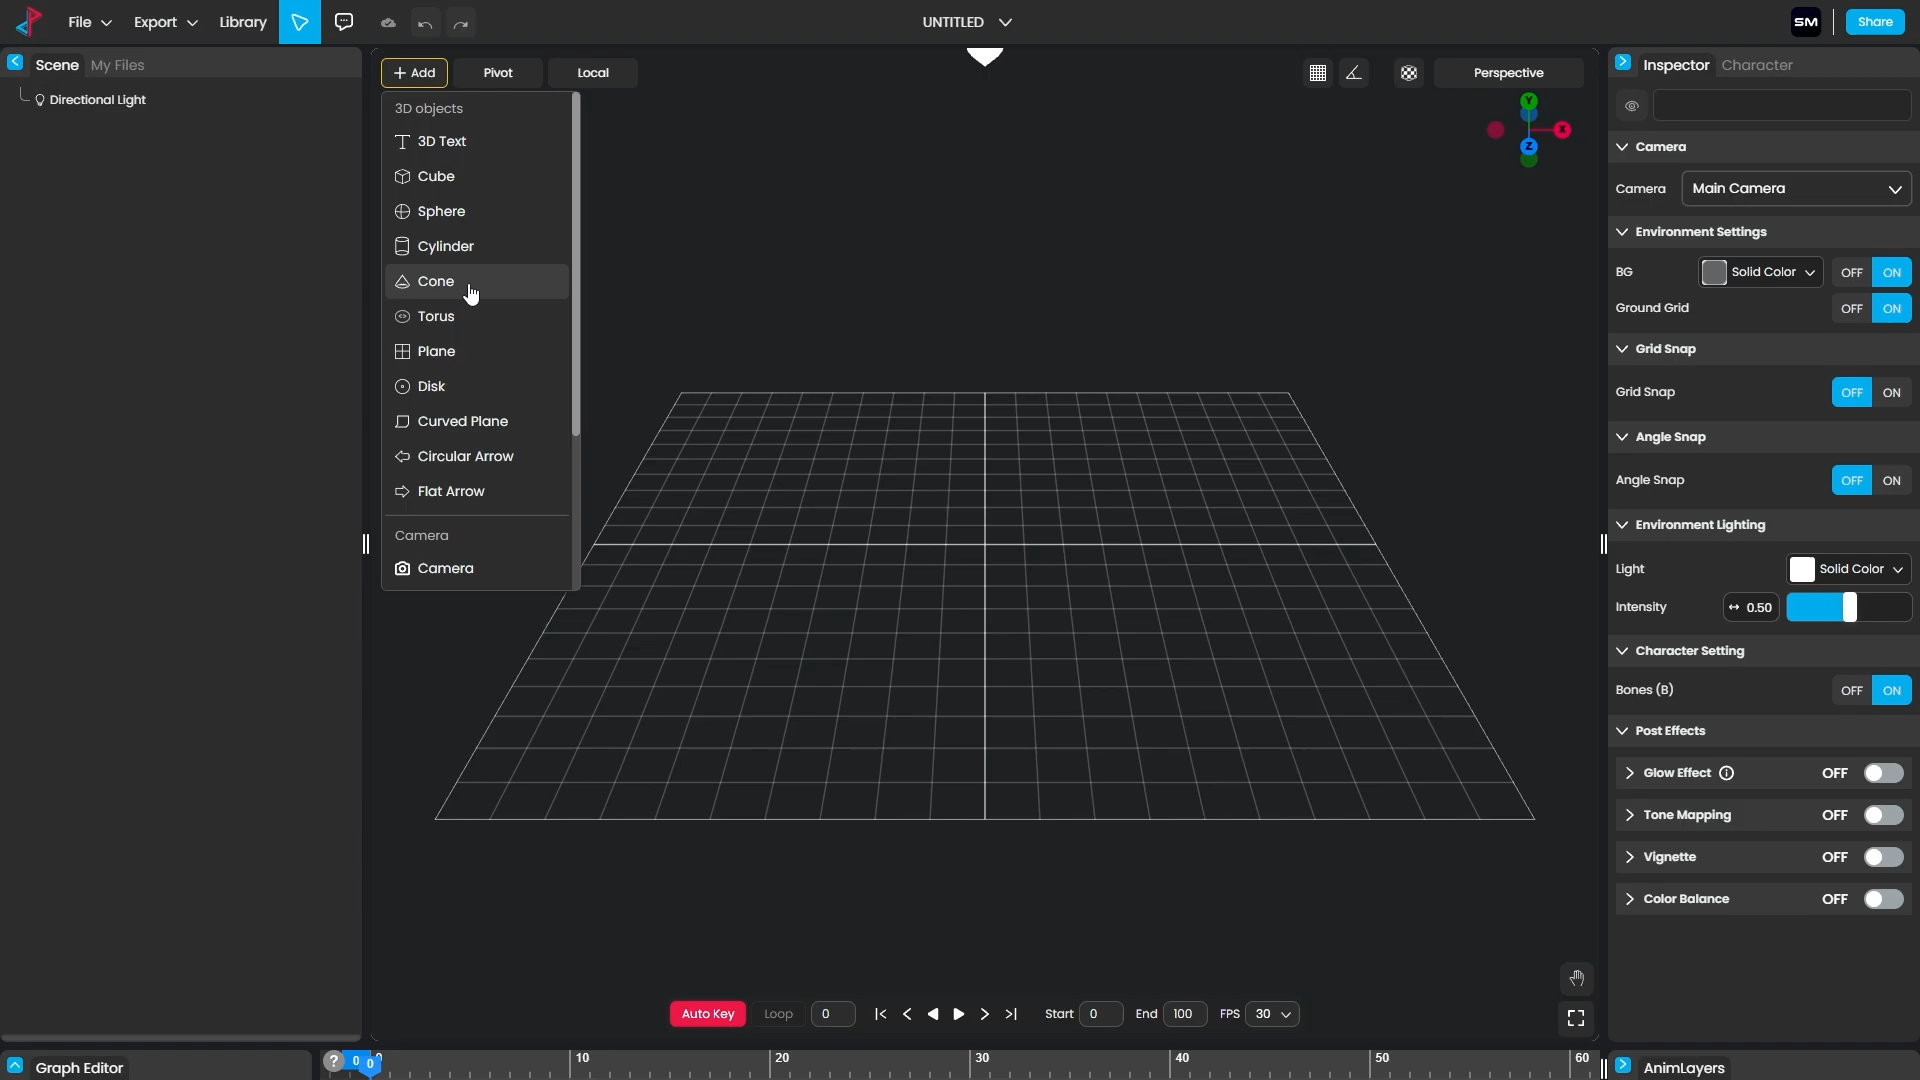 File Export Library UNTITLED SM Share
Scene My Files
Directional Light
+ Add Pivot Local Perspective
3D objects
3D Text
Cube
Sphere
Cylinder
Cone
Torus
Plane
Disk
Curved Plane
Circular Arrow
Flat Arrow
Camera
Camera
Y
X
Z
Inspector Character
Camera
Camera Main Camera
Environment Settings
BG Solid Color OFF ON
Ground Grid OFF ON
Grid Snap
Grid Snap OFF ON
Angle Snap
Angle Snap OFF ON
Environment Lighting
Light Solid Color
Intensity 0.50
Character Setting
Bones (B) OFF ON
Post Effects
Glow Effect OFF
Tone Mapping OFF
Vignette OFF
Color Balance OFF
Auto Key Loop 0 Start 0 End 100 FPS 30
Graph Editor ? 0 0 10 20 30 40 50 60 AnimLayers